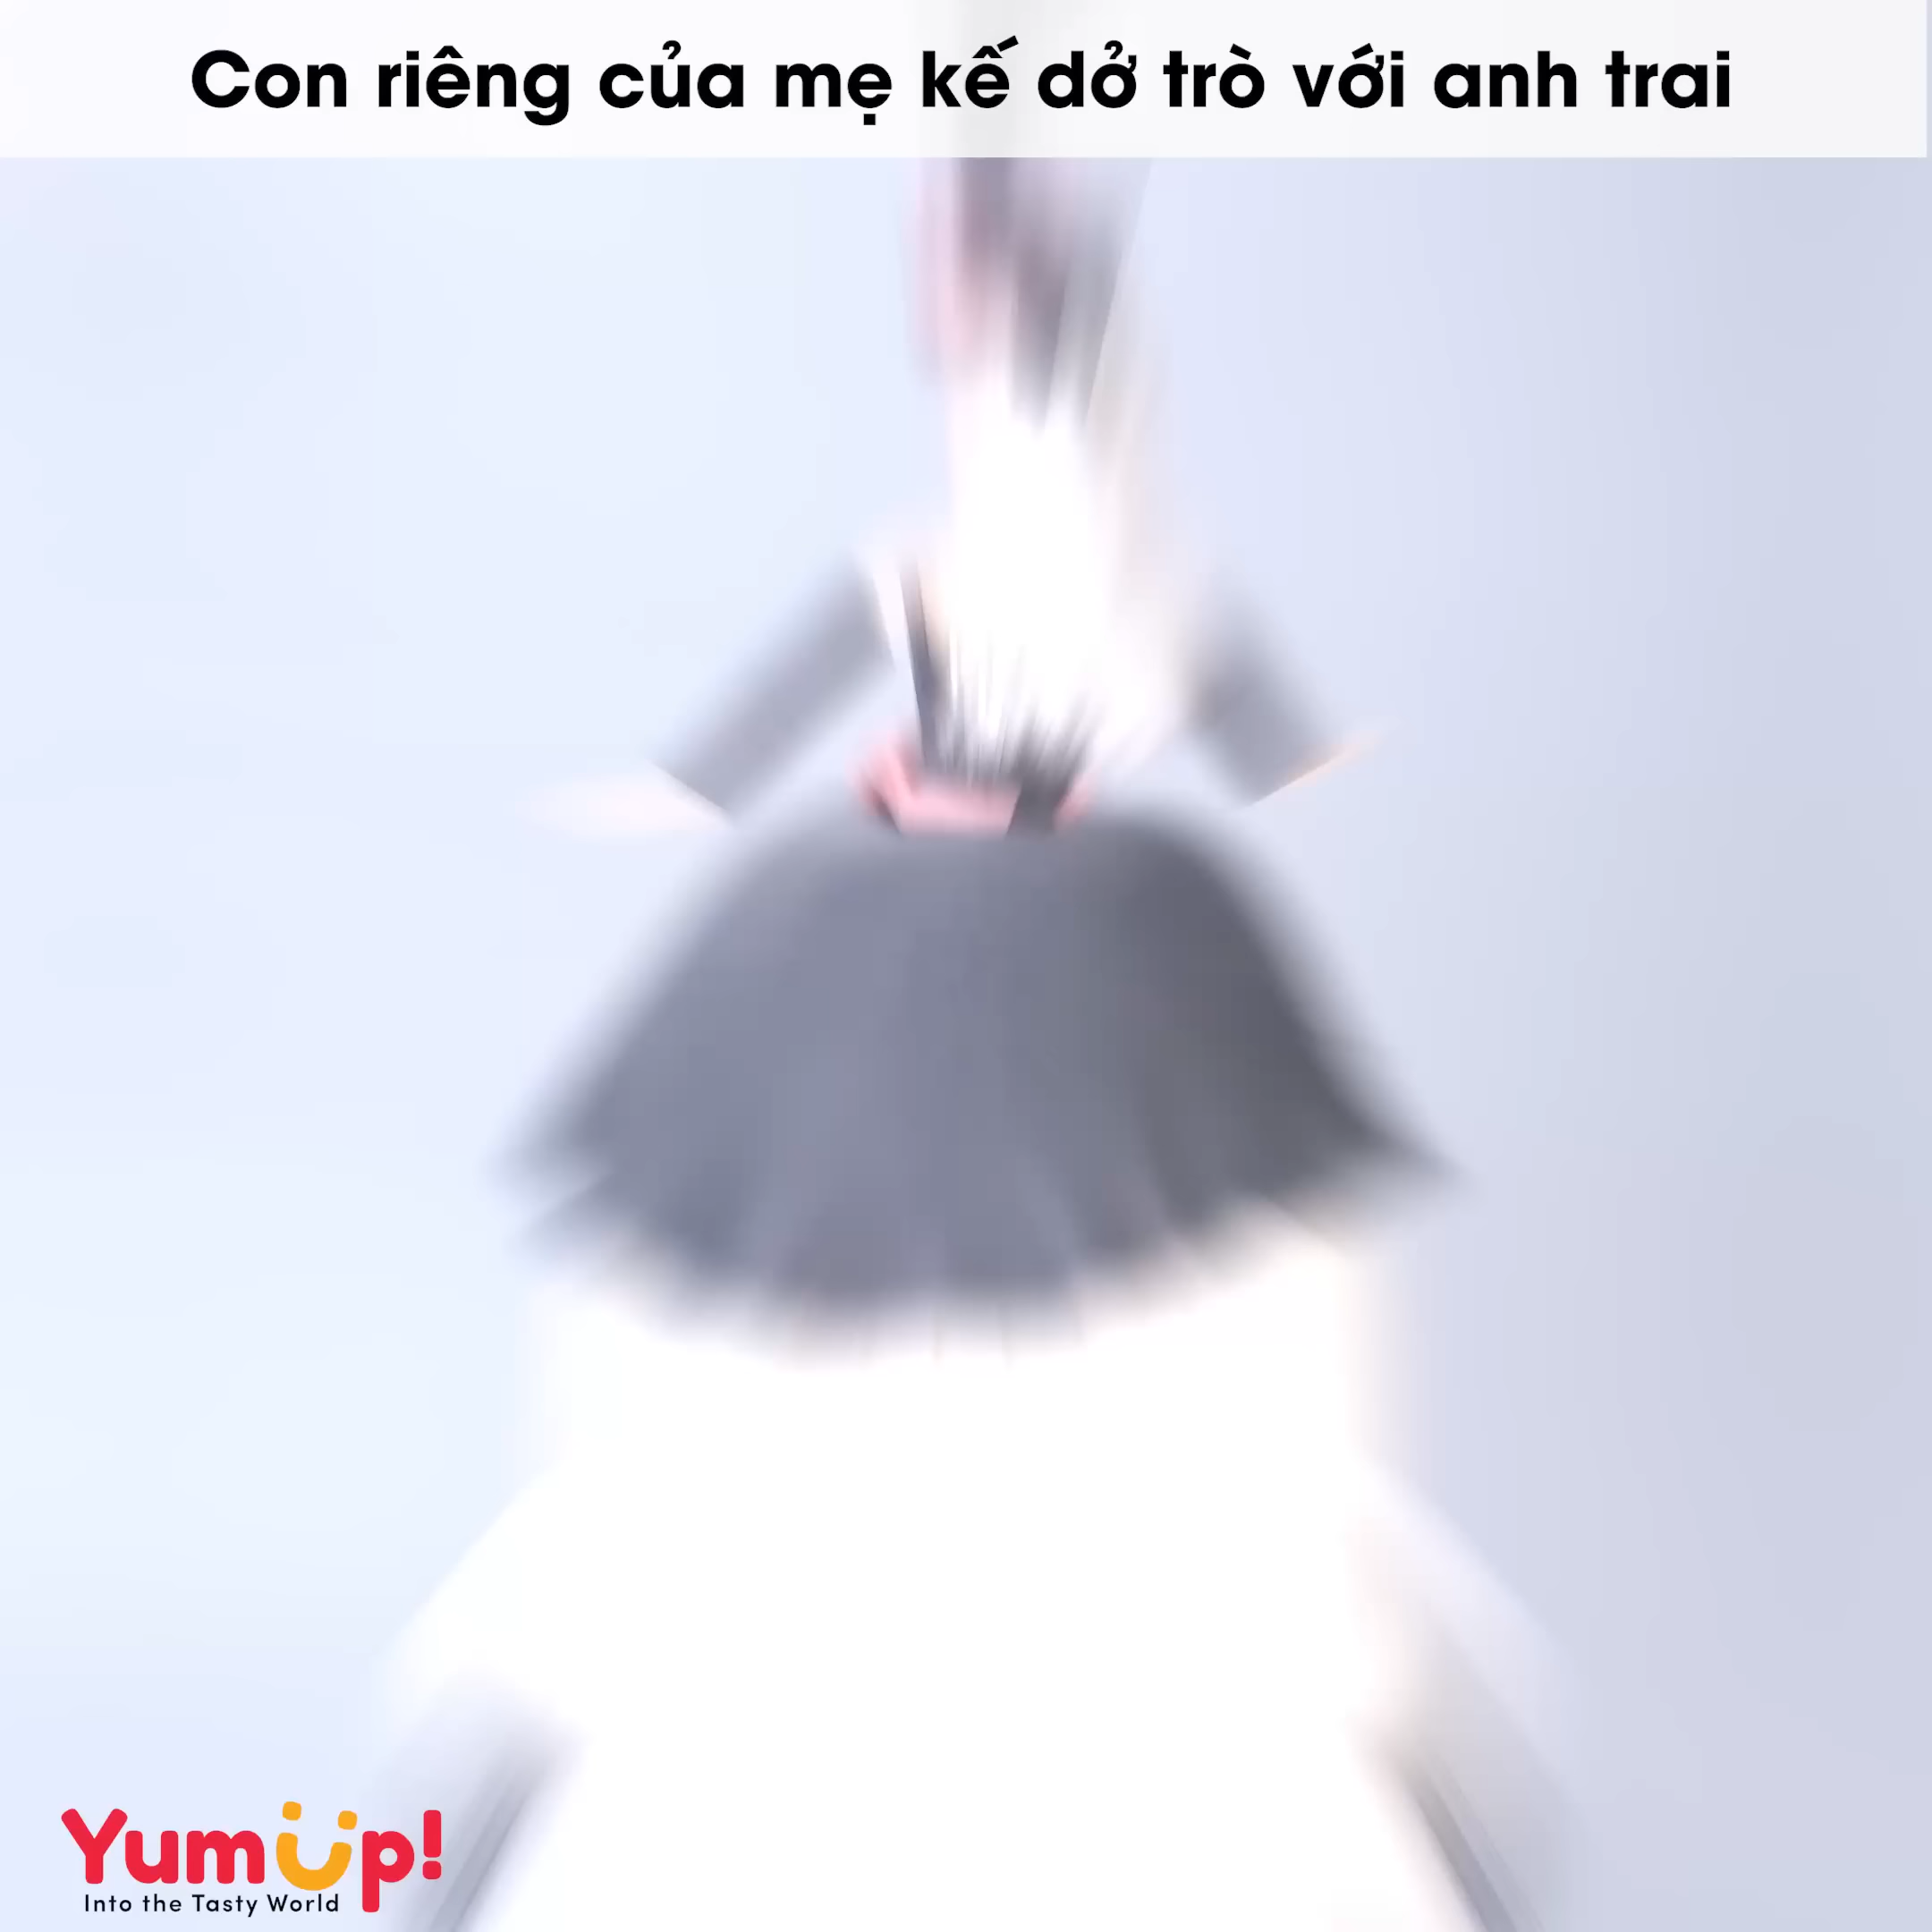 Con riêng của mẹ kế dở trò với anh trai
YumUp!
Into the Tasty World